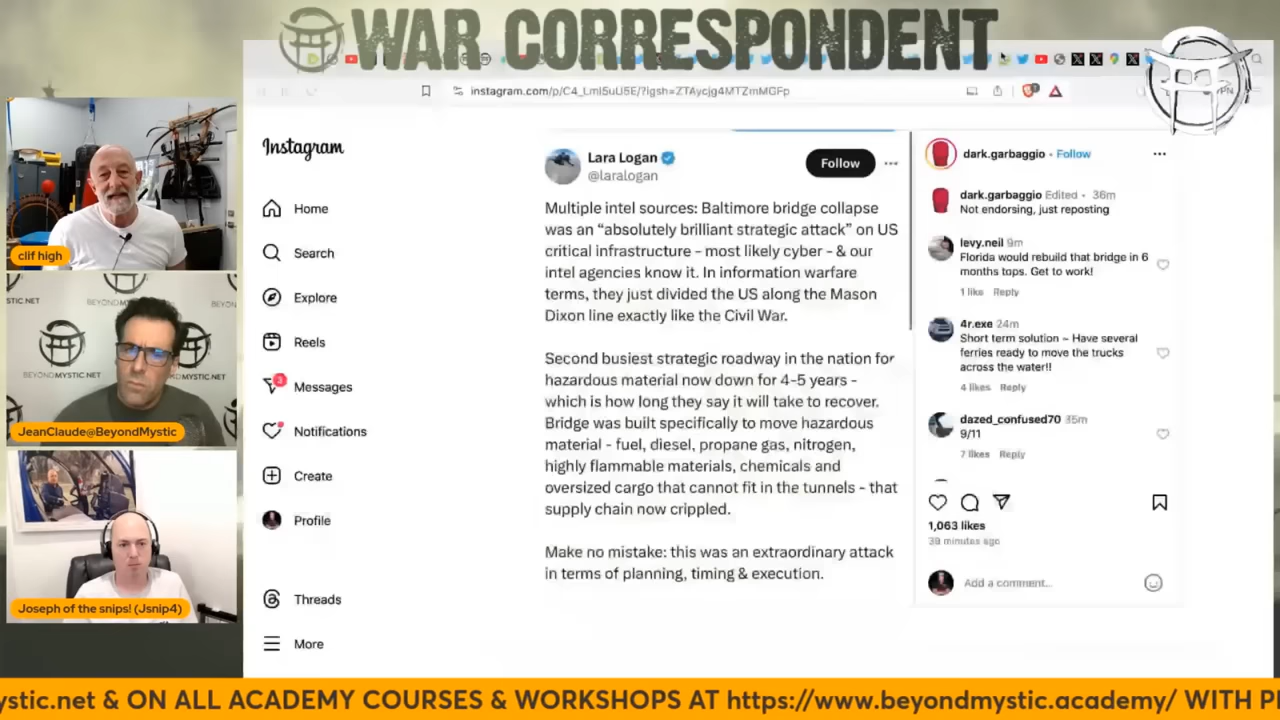 WAR CORRESPONDENT
instagram.com/p/C4_LmI5uLi5E/?igsh=ZTAycjg4MTZmMGFp
Instagram
Home
Search
Explore
Reels
Messages
Notifications
Create
Profile
Threads
More
Lara Logan
@laralogan
Follow
Multiple intel sources: Baltimore bridge collapse
was an “absolutely brilliant strategic attack” on US
critical infrastructure - most likely cyber - & our
intel agencies know it. In information warfare
terms, they just divided the US along the Mason
Dixon line exactly like the Civil War.
Second busiest strategic roadway in the nation for
hazardous material now down for 4-5 years -
which is how long they say it will take to recover.
Bridge was built specifically to move hazardous
material - fuel, diesel, propane gas, nitrogen,
highly flammable materials, chemicals and
oversized cargo that cannot fit in the tunnels - that
supply chain now crippled.
Make no mistake: this was an extraordinary attack
in terms of planning, timing & execution.
dark.garbaggio • Follow
dark.garbaggio Edited • 36m
Not endorsing, just reposting
levy.neil 9m
Florida would rebuild that bridge in 6
months tops. Get to work!
1 like Reply
4r.exe 24m
Short term solution ~ Have several
ferries ready to move the trucks
across the water!!
4 likes Reply
dazed_confused70 35m
9/11
7 likes Reply
1,063 likes
39 minutes ago
Add a comment...
clif high
BEYONDMYSTIC.NET
JeanClaude@BeyondMystic
Joseph of the snips! (Jsnip4)
ystic.net & ON ALL ACADEMY COURSES & WORKSHOPS AT https://www.beyondmystic.academy/ WITH P